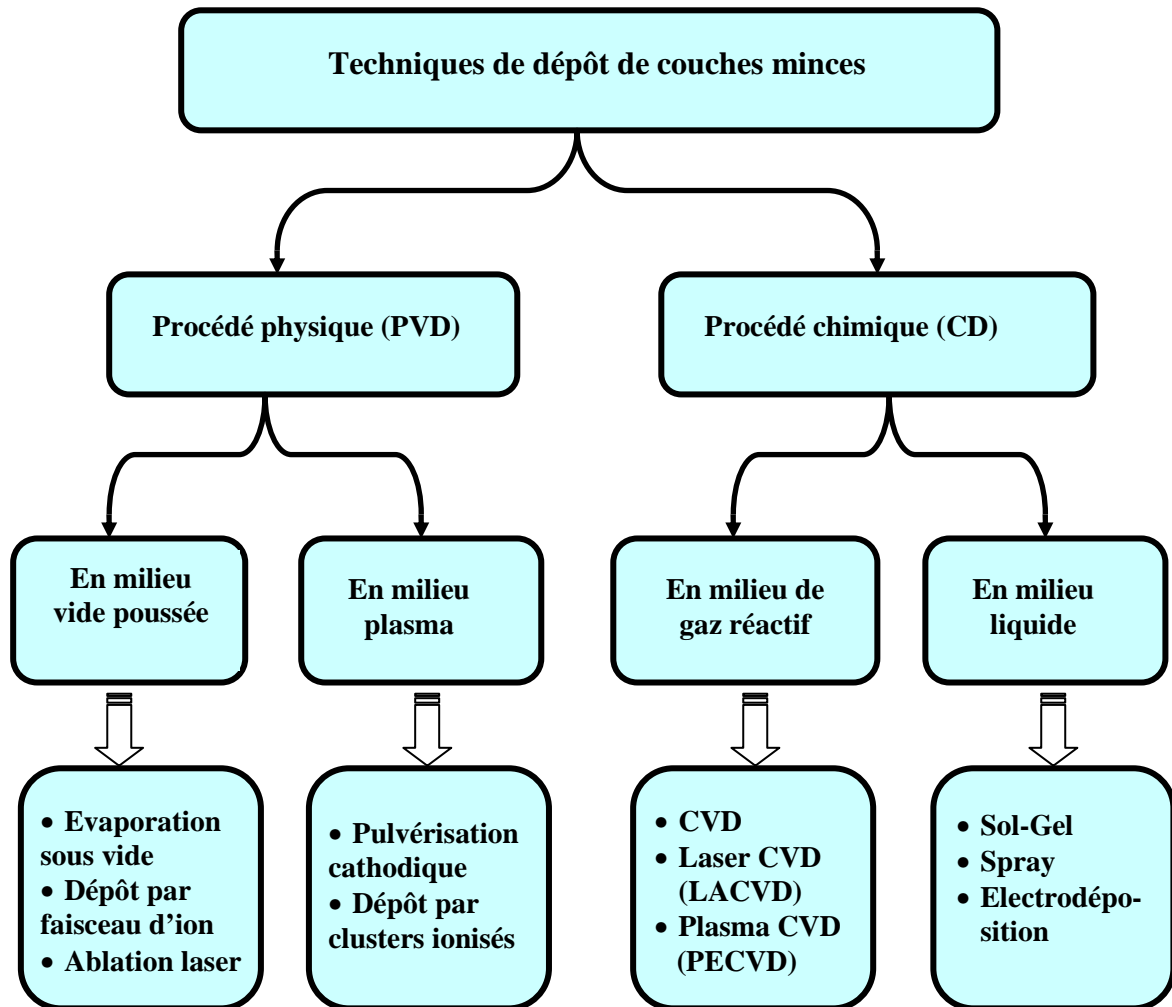 Techniques de dépôt de couches minces
Procédé physique (PVD)
Procédé chimique (CD)
En milieu
vide poussée
En milieu
plasma
En milieu de
gaz réactif
En milieu
liquide
• Evaporation
sous vide
• Dépôt par
faisceau d’ion
• Ablation laser
• Pulvérisation
cathodique
• Dépôt par
clusters ionisés
• CVD
• Laser CVD
(LACVD)
• Plasma CVD
(PECVD)
• Sol-Gel
• Spray
• Electrodépo-
sition